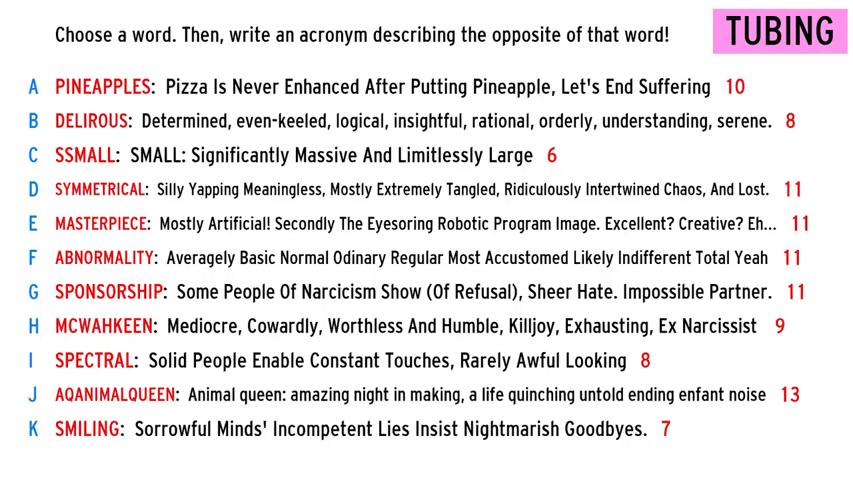 Choose a word. Then, write an acronym describing the opposite of that word!
TUBING
A PINEAPPLES: Pizza Is Never Enhanced After Putting Pineapple, Let's End Suffering 10
B DELIROUS: Determined, even-keeled, logical, insightful, rational, orderly, understanding, serene. 8
C SSMALL: SMALL: Significantly Massive And Limitlessly Large 6
D SYMMETRICAL: Silly Yapping Meaningless, Mostly Extremely Tangled, Ridiculously Intertwined Chaos, And Lost. 11
E MASTERPIECE: Mostly Artificial! Secondly The Eyesoring Robotic Program Image. Excellent? Creative? Eh... 11
F ABNORMALITY: Averagely Basic Normal Odinary Regular Most Accustomed Likely Indifferent Total Yeah 11
G SPONSORSHIP: Some People Of Narcicism Show (Of Refusal), Sheer Hate. Impossible Partner. 11
H MCWAHKEEN: Mediocre, Cowardly, Worthless And Humble, Killjoy, Exhausting, Ex Narcissist 9
I SPECTRAL: Solid People Enable Constant Touches, Rarely Awful Looking 8
J AQANIMALQUEEN: Animal queen: amazing night in making, a life quinching untold ending enfant noise 13
K SMILING: Sorrowful Minds' Incompetent Lies Insist Nightmarish Goodbyes. 7